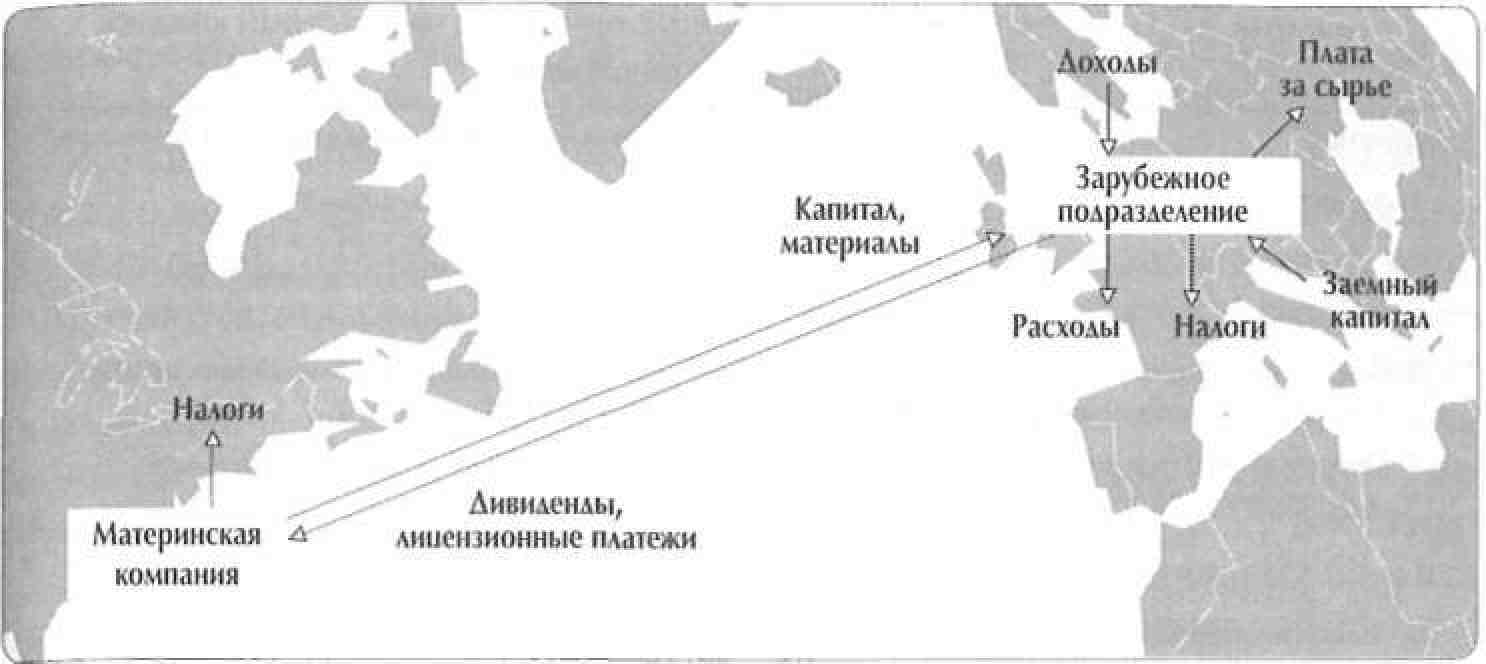 Доходы
Плата
за сырье
Зарубежное
подразделение
Капитал,
материалы
Заемный
капитал
Расходы
Налоги
Налоги
Дивиденды,
лицензионные платежи
Материнская
компания